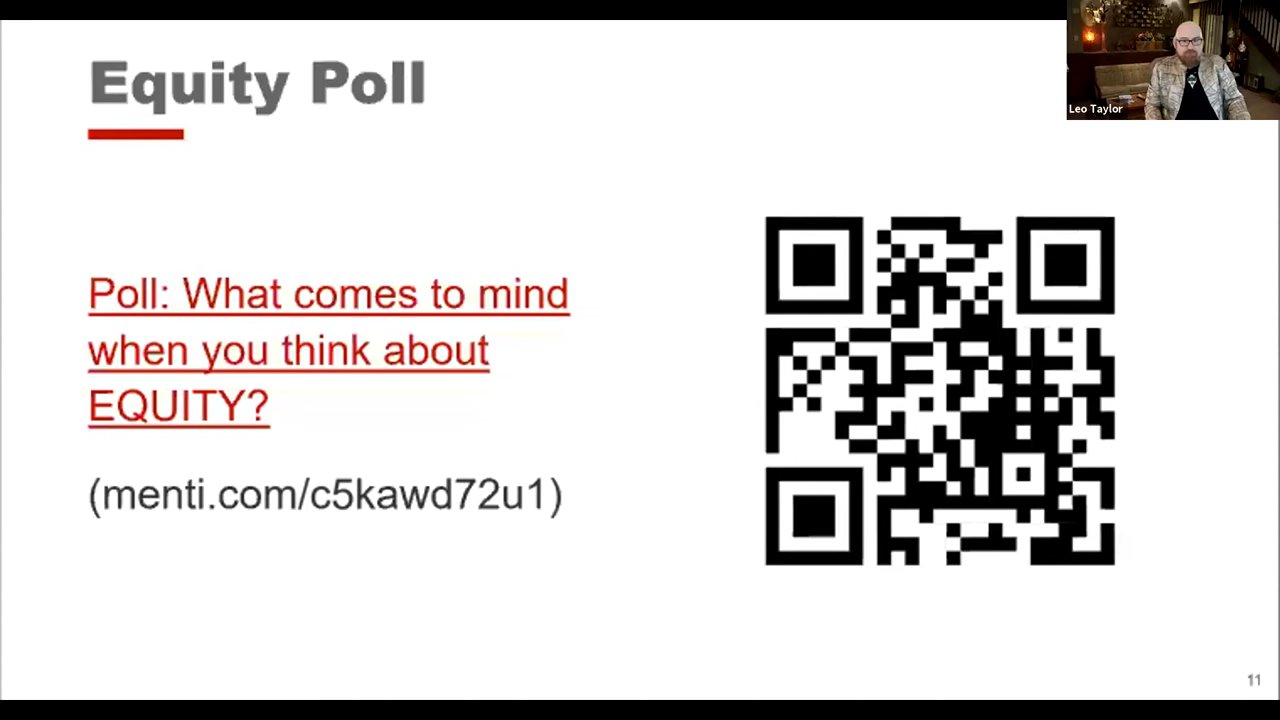 Equity Poll
Leo Taylor
Poll: What comes to mind
when you think about
EQUITY?
(menti.com/c5kawd72u1)
11